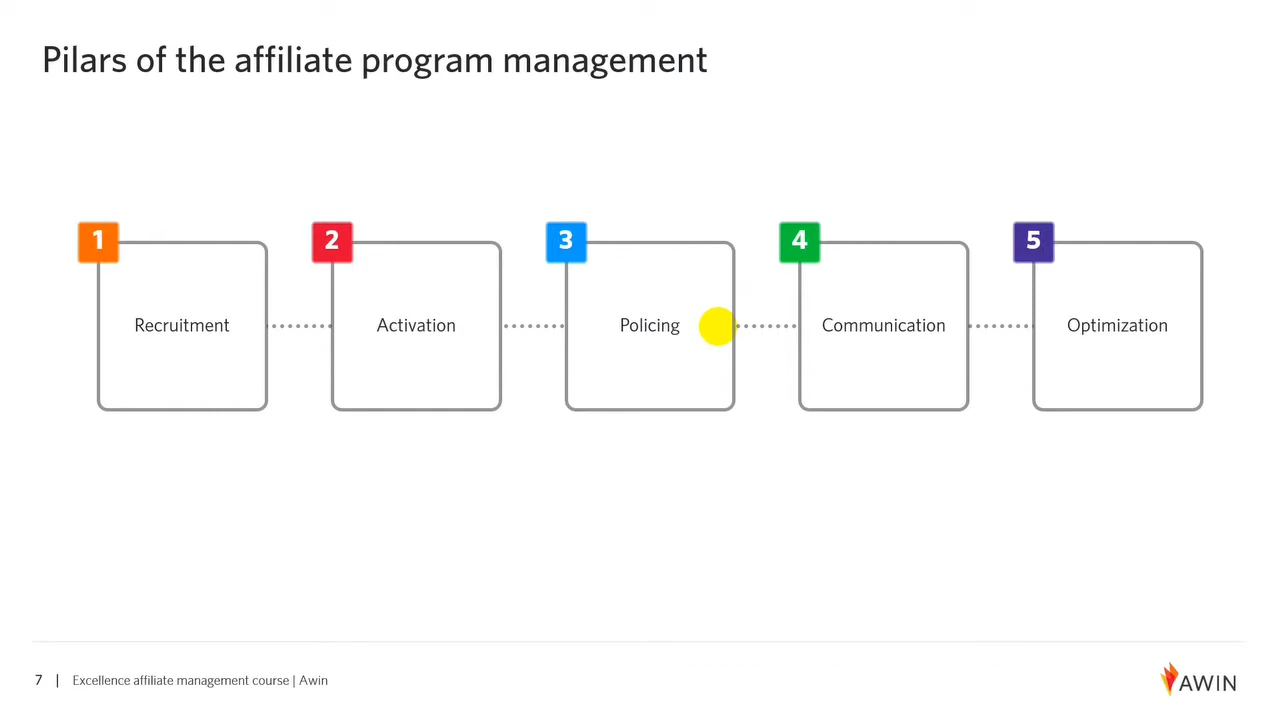 Pilars of the affiliate program management
1
2
3
4
5
Recruitment
Activation
Policing
Communication
Optimization
7 | Excellence affiliate management course | Awin
AWIN